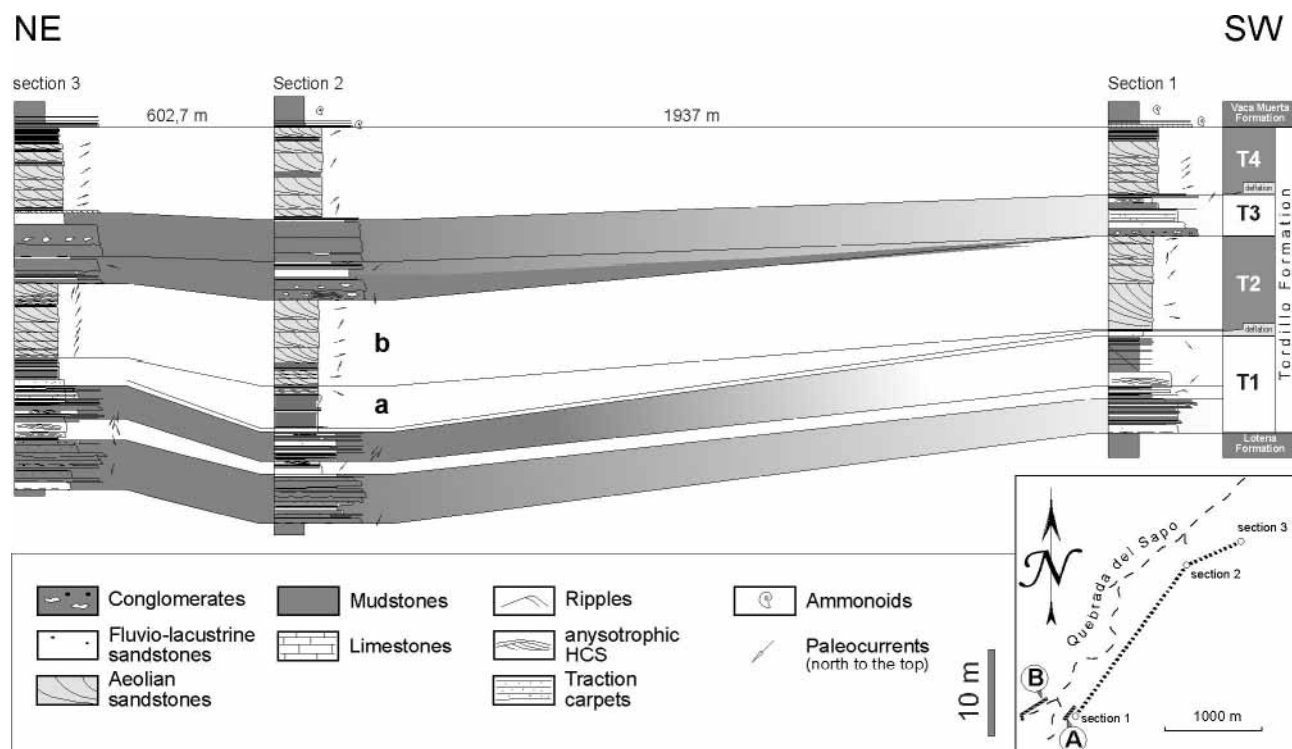 NE
SW
section 3
Section 2
Section 1
602,7 m
1937 m
Vaca Muerta
Formation
T4
deflation
T3
T2
deflation
T1
Tordillo Formation
Lotena
Formation
b
a
Conglomerates
Fluvio-lacustrine
sandstones
Aeolian
sandstones
Mudstones
Limestones
Ripples
anysotrophic
HCS
Traction
carpets
Ammonoids
Paleocurrents
(north to the top)
10 m
N
Quebrada del Sapo
section 3
section 2
section 1
B
A
1000 m